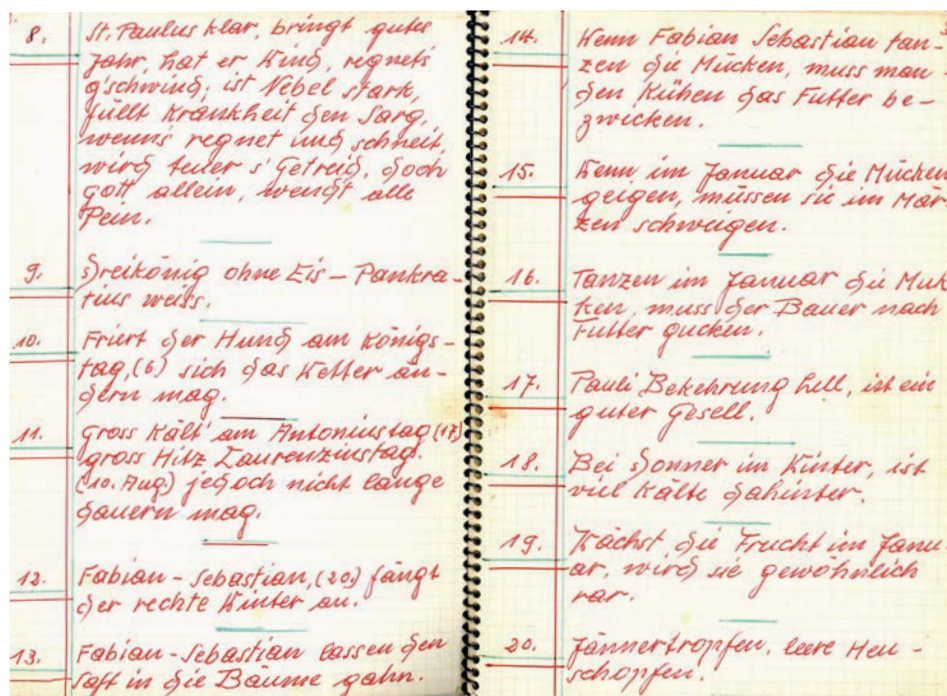 8. St. Paulus klar, bringt gutes
Jahr, hat er Wind, regnets
g'schwind, ist Nebel stark,
füllt Krankheit den Sarg,
wenn's regnet und schneit,
wird teuer s' Getreid, doch
Gott allein, wendt alle
Pein.
9. Dreikönig ohne Eis – Pankra-
tius weiss.
10. Friert der Hund am Königs-
tag, (6) sich das Wetter än-
dern mag.
11. Gross Kält' am Antoniustag (17)
gross Hitz Laurenzinstag.
(10. Aug) jedoch nicht lange
dauern mag.
12. Fabian-Sebastian, (20) fängt
der rechte Winter an.
13. Fabian-Sebastian lassen den
Saft in die Bäume gahn.
14. Wenn Fabian Sebastian tan-
zen die Mücken, muss man
den Kühen das Futter be-
zwicken.
15. Wenn im Januar die Mücken
geigen, müssen sie im Mär-
zen schweigen.
16. Tanzen im Januar die Muk
ken, muss der Bauer nach
Futter gucken.
17. Pauli Bekehrung hell, ist ein
guter Gesell.
18. Bei Donner im Winter, ist
viel Kälte dahinter.
19. Wächst die Frucht im Janu-
ar, wird sie gewöhnlich
rar.
20. Jännertropfen, leere Heu-
schopfen.